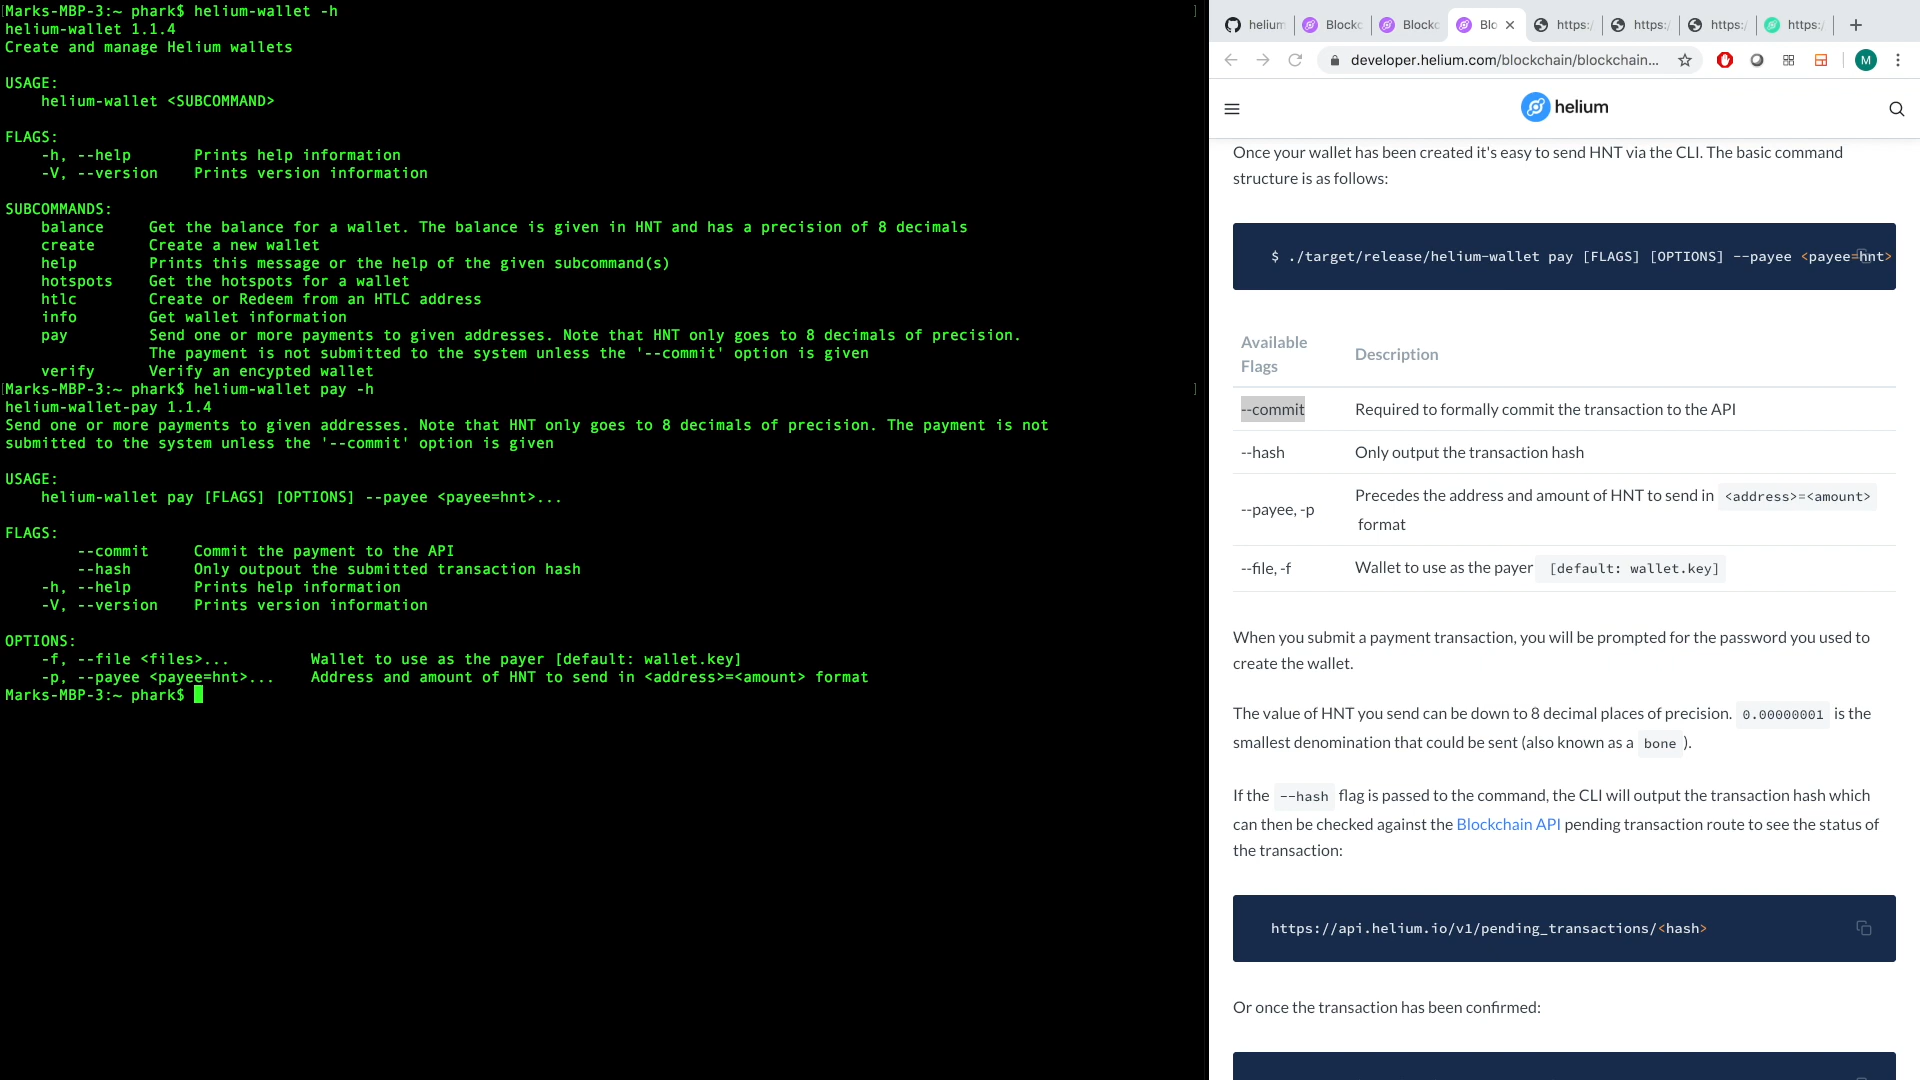 [Marks-MBP-3:~ phark$ helium-wallet -h ]
helium-wallet 1.1.4
Create and manage Helium wallets
USAGE:
helium-wallet <SUBCOMMAND>
FLAGS:
-h, --help Prints help information
-V, --version Prints version information
SUBCOMMANDS:
balance Get the balance for a wallet. The balance is given in HNT and has a precision of 8 decimals
create Create a new wallet
help Prints this message or the help of the given subcommand(s)
hotspots Get the hotspots for a wallet
htlc Create or Redeem from an HTLC address
info Get wallet information
pay Send one or more payments to given addresses. Note that HNT only goes to 8 decimals of precision.
The payment is not submitted to the system unless the '--commit' option is given
verify Verify an encrypted wallet
[Marks-MBP-3:~ phark$ helium-wallet pay -h ]
helium-wallet-pay 1.1.4
Send one or more payments to given addresses. Note that HNT only goes to 8 decimals of precision. The payment is not
submitted to the system unless the '--commit' option is given
USAGE:
helium-wallet pay [FLAGS] [OPTIONS] --payee <payee=hnt>...
FLAGS:
--commit Commit the payment to the API
--hash Only outpout the submitted transaction hash
-h, --help Prints help information
-V, --version Prints version information
OPTIONS:
-f, --file <files>... Wallet to use as the payer [default: wallet.key]
-p, --payee <payee=hnt>... Address and amount of HNT to send in <address>=<amount> format
Marks-MBP-3:~ phark$
helium Blockc Blockc Blo https:/ https:/ https:/ https:/
developer.helium.com/blockchain/blockchain... M
helium
Once your wallet has been created it's easy to send HNT via the CLI. The basic command
structure is as follows:
$ ./target/release/helium-wallet pay [FLAGS] [OPTIONS] --payee <payee=hnt>
Available
Flags
Description
--commit Required to formally commit the transaction to the API
--hash Only output the transaction hash
--payee, -p Precedes the address and amount of HNT to send in <address>=<amount>
format
--file, -f Wallet to use as the payer [default: wallet.key]
When you submit a payment transaction, you will be prompted for the password you used to
create the wallet.
The value of HNT you send can be down to 8 decimal places of precision. 0.00000001 is the
smallest denomination that could be sent (also known as a bone ).
If the --hash flag is passed to the command, the CLI will output the transaction hash which
can then be checked against the Blockchain API pending transaction route to see the status of
the transaction:
https://api.helium.io/v1/pending_transactions/<hash>
Or once the transaction has been confirmed: